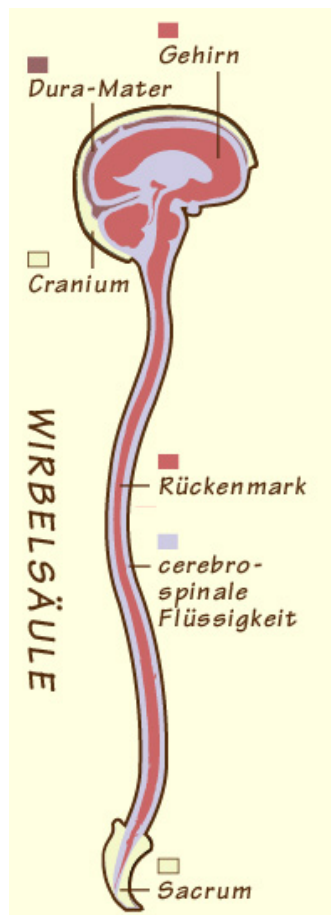 Gehirn
Dura-Mater
Cranium
WIRBELSÄULE
Rückenmark
cerebro-
spinale
Flüssigkeit
Sacrum